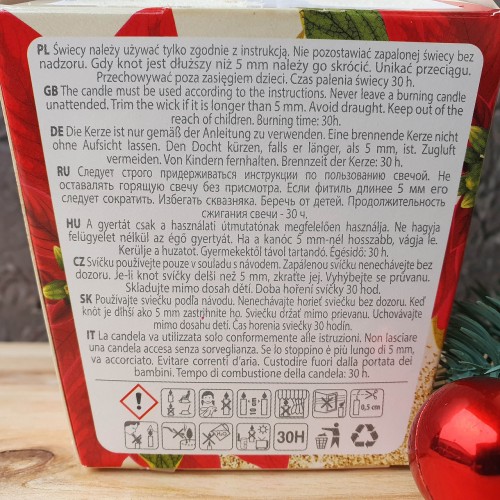 PL Świecy należy używać tylko zgodnie z instrukcją. Nie pozostawiać zapalonej świecy bez
nadzoru. Gdy knot jest dłuższy niż 5 mm należy go skrócić. Unikać przeciągu.
Przechowywać poza zasięgiem dzieci. Czas palenia świecy 30 h.
GB The candle must be used according to the instructions. Never leave a burning candle
unattended. Trim the wick if it is longer than 5 mm. Avoid draught. Keep out of the
reach of children. Burning time: 30h.
DE Die Kerze ist nur gemäß der Anleitung zu verwenden. Eine brennende Kerze nicht
ohne Aufsicht lassen. Den Docht kürzen, falls er länger, als 5 mm, ist. Zugluft
vermeiden. Von Kindern fernhalten. Brennzeit der Kerze: 30 h.
RU Следует строго придерживаться инструкции по пользованию свечой. Не
оставлять горящую свечу без присмотра. Если фитиль длиннее 5 мм его
следует сократить. Избегать сквазняка. Беречь от детей. Продолжительность
сжигания свечи - 30 ч.
HU A gyertát csak a használati útmutatónak megfelelően használja. Ne hagyja
felügyelet nélkül az égő gyertyát. Ha a kanóc 5 mm-nél hosszabb, vágja le.
Kerülje a huzatot. Gyermekektől távol tartandó. Égésidő: 30 h.
CZ Svíčku používejte pouze v souladu s návodem. Zapálenou svíčku nenechávejte bez
dozoru. Je-li knot svíčky delší než 5 mm, zkraťte jej. Vyhýbejte se průvanu.
Skladujte mimo dosah dětí. Doba hoření svíčky 30 hod.
SK Používajte sviečku podľa návodu. Nenechávajte horieť sviečku bez dozoru. Keď
knôt je dlhší ako 5 mm zastrihnite ho. Sviečku držať mimo prievanu. Uchovávajte
mimo dosahu detí. Čas horenia sviečky 30 hodín.
IT La candela va utilizzata solo conformemente alle istruzioni. Non lasciare
una candela accesa senza sorveglianza. Se lo stoppino è più lungo di 5 mm,
va accorciato. Evitare correnti d'aria. Custodire fuori dalla portata dei
bambini. Tempo di combustione della candela: 30 h.
0,5 cm
30H